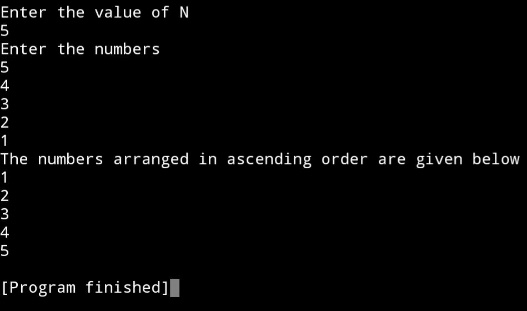 Enter the value of N
5
Enter the numbers
5
4
3
2
1
The numbers arranged in ascending order are given below
1
2
3
4
5
[Program finished]